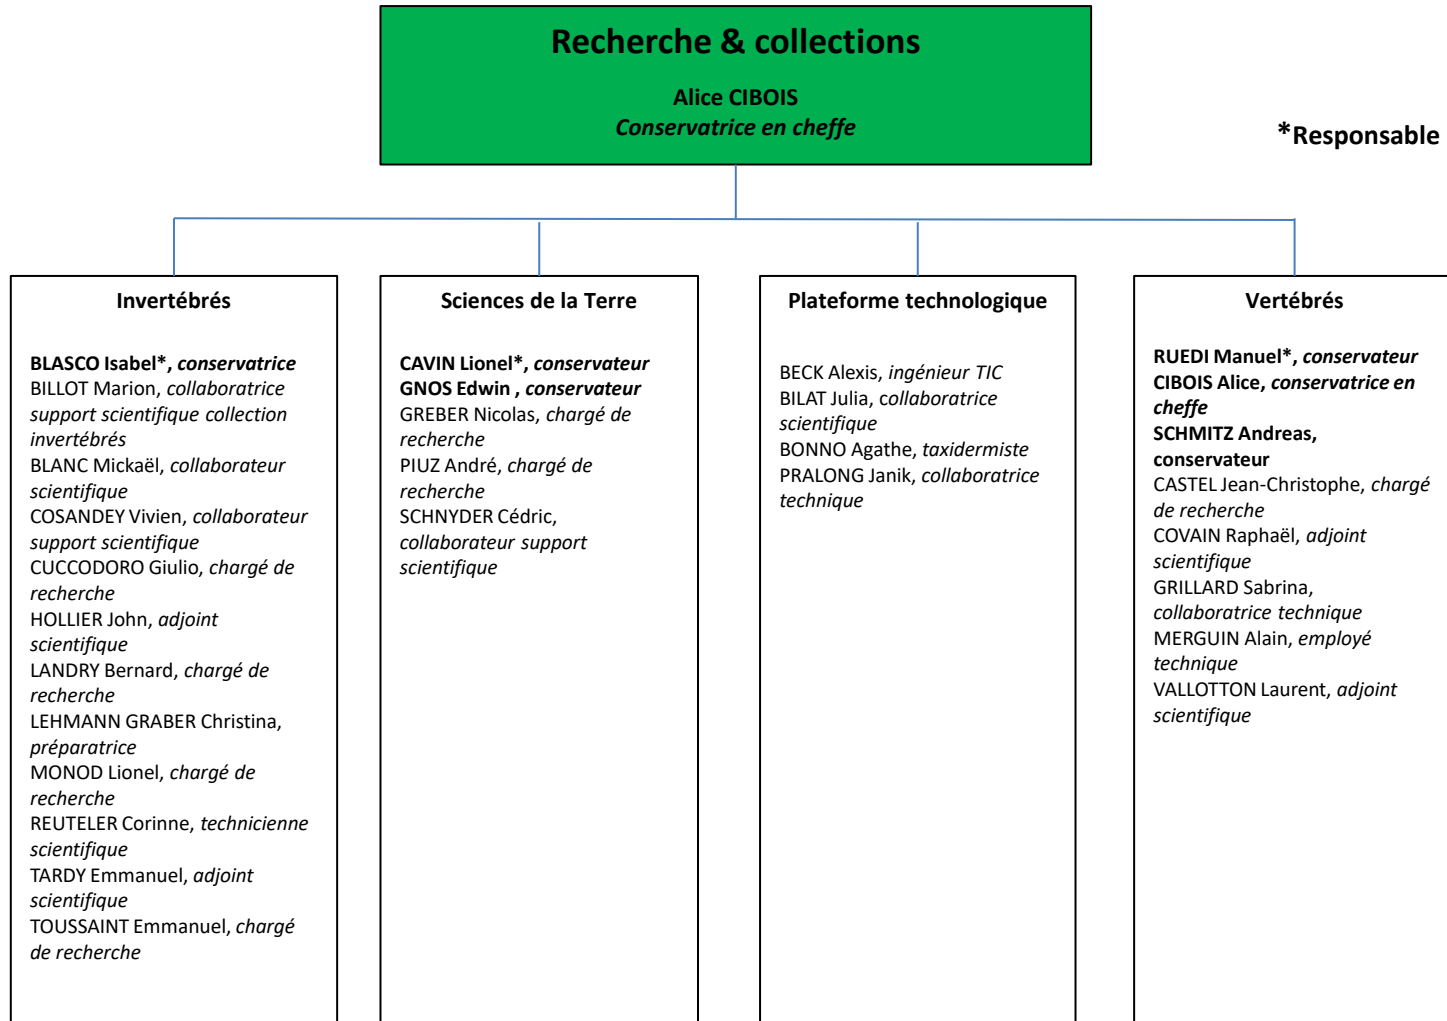 Recherche & collections
Alice CIBOIS
Conservatrice en cheffe
*Responsable
Invertébrés
BLASCO Isabel*, conservatrice
BILLOT Marion, collaboratrice
support scientifique collection
invertébrés
BLANC Mickaël, collaborateur
scientifique
COSANDEY Vivien, collaborateur
support scientifique
CUCCODORO Giulio, chargé de
recherche
HOLLIER John, adjoint
scientifique
LANDRY Bernard, chargé de
recherche
LEHMANN GRABER Christina,
préparatrice
MONOD Lionel, chargé de
recherche
REUTELER Corinne, technicienne
scientifique
TARDY Emmanuel, adjoint
scientifique
TOUSSAINT Emmanuel, chargé
de recherche
Sciences de la Terre
CAVIN Lionel*, conservateur
GNOS Edwin , conservateur
GREBER Nicolas, chargé de
recherche
PIUZ André, chargé de
recherche
SCHNYDER Cédric,
collaborateur support
scientifique
Plateforme technologique
BECK Alexis, ingénieur TIC
BILAT Julia, collaboratrice
scientifique
BONNO Agathe, taxidermiste
PRALONG Janik, collaboratrice
technique
Vertébrés
RUEDI Manuel*, conservateur
CIBOIS Alice, conservatrice en
cheffe
SCHMITZ Andreas,
conservateur
CASTEL Jean-Christophe, chargé
de recherche
COVAIN Raphaël, adjoint
scientifique
GRILLARD Sabrina,
collaboratrice technique
MERGUIN Alain, employé
technique
VALLOTTON Laurent, adjoint
scientifique